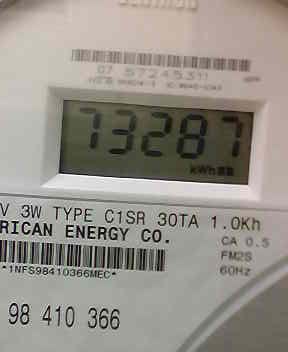 07 57245311
73287
kWh
V 3W TYPE C1SR 30TA 1.0Kh
RICAN ENERGY CO.
CA 0.5
FM2S
60Hz
*1NFS98410366MEC*
98 410 366